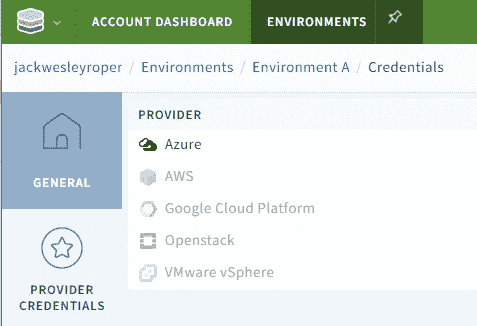 ACCOUNT DASHBOARD ENVIRONMENTS
jackwesleyroper / Environments / Environment A / Credentials
GENERAL
PROVIDER CREDENTIALS
PROVIDER
Azure
AWS
Google Cloud Platform
Openstack
VMware vSphere